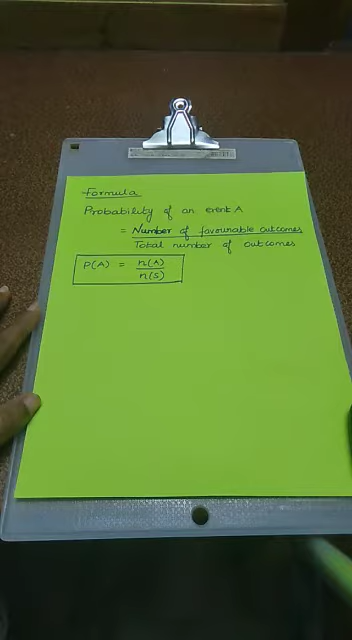 Formula
Probability of an event A
= Number of favourable outcomes
Total number of outcomes
P(A) = n(A)
n(S)